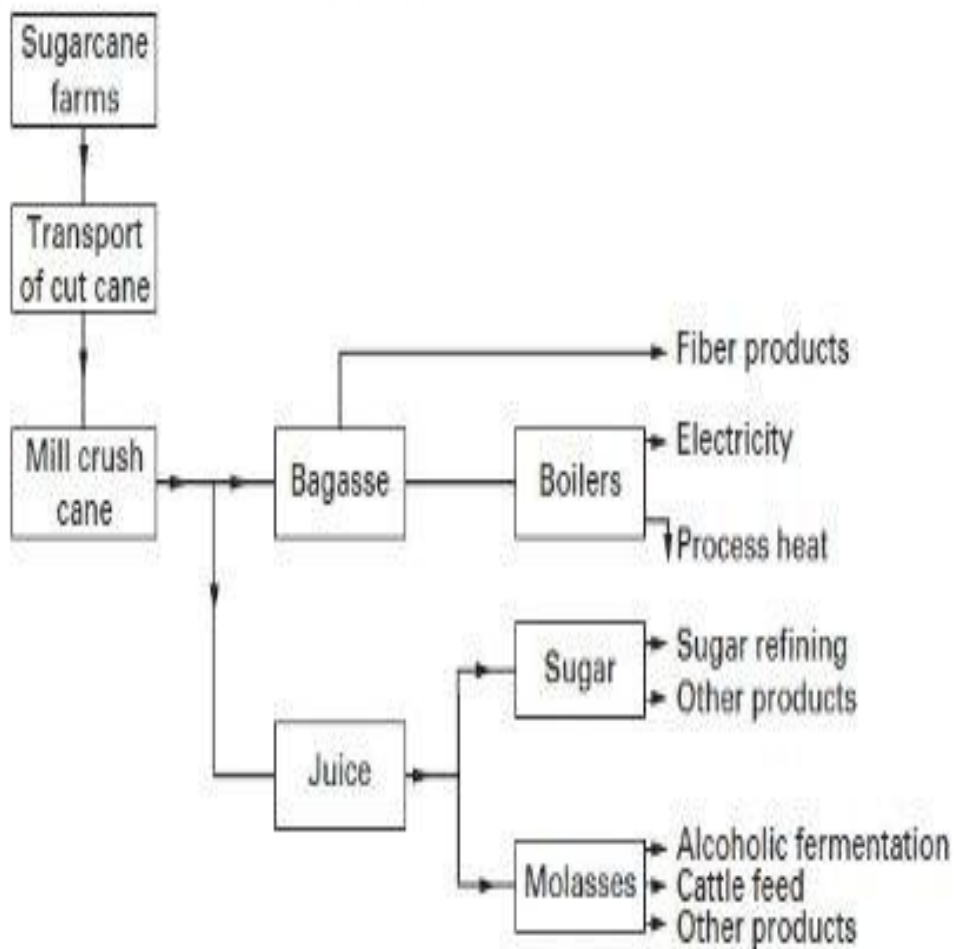 Sugarcane
farms
Transport
of cut cane
Fiber products
Mill crush
cane
Bagasse
Boilers
Electricity
Process heat
Sugar
Sugar refining
Other products
Juice
Molasses
Alcoholic fermentation
Cattle feed
Other products